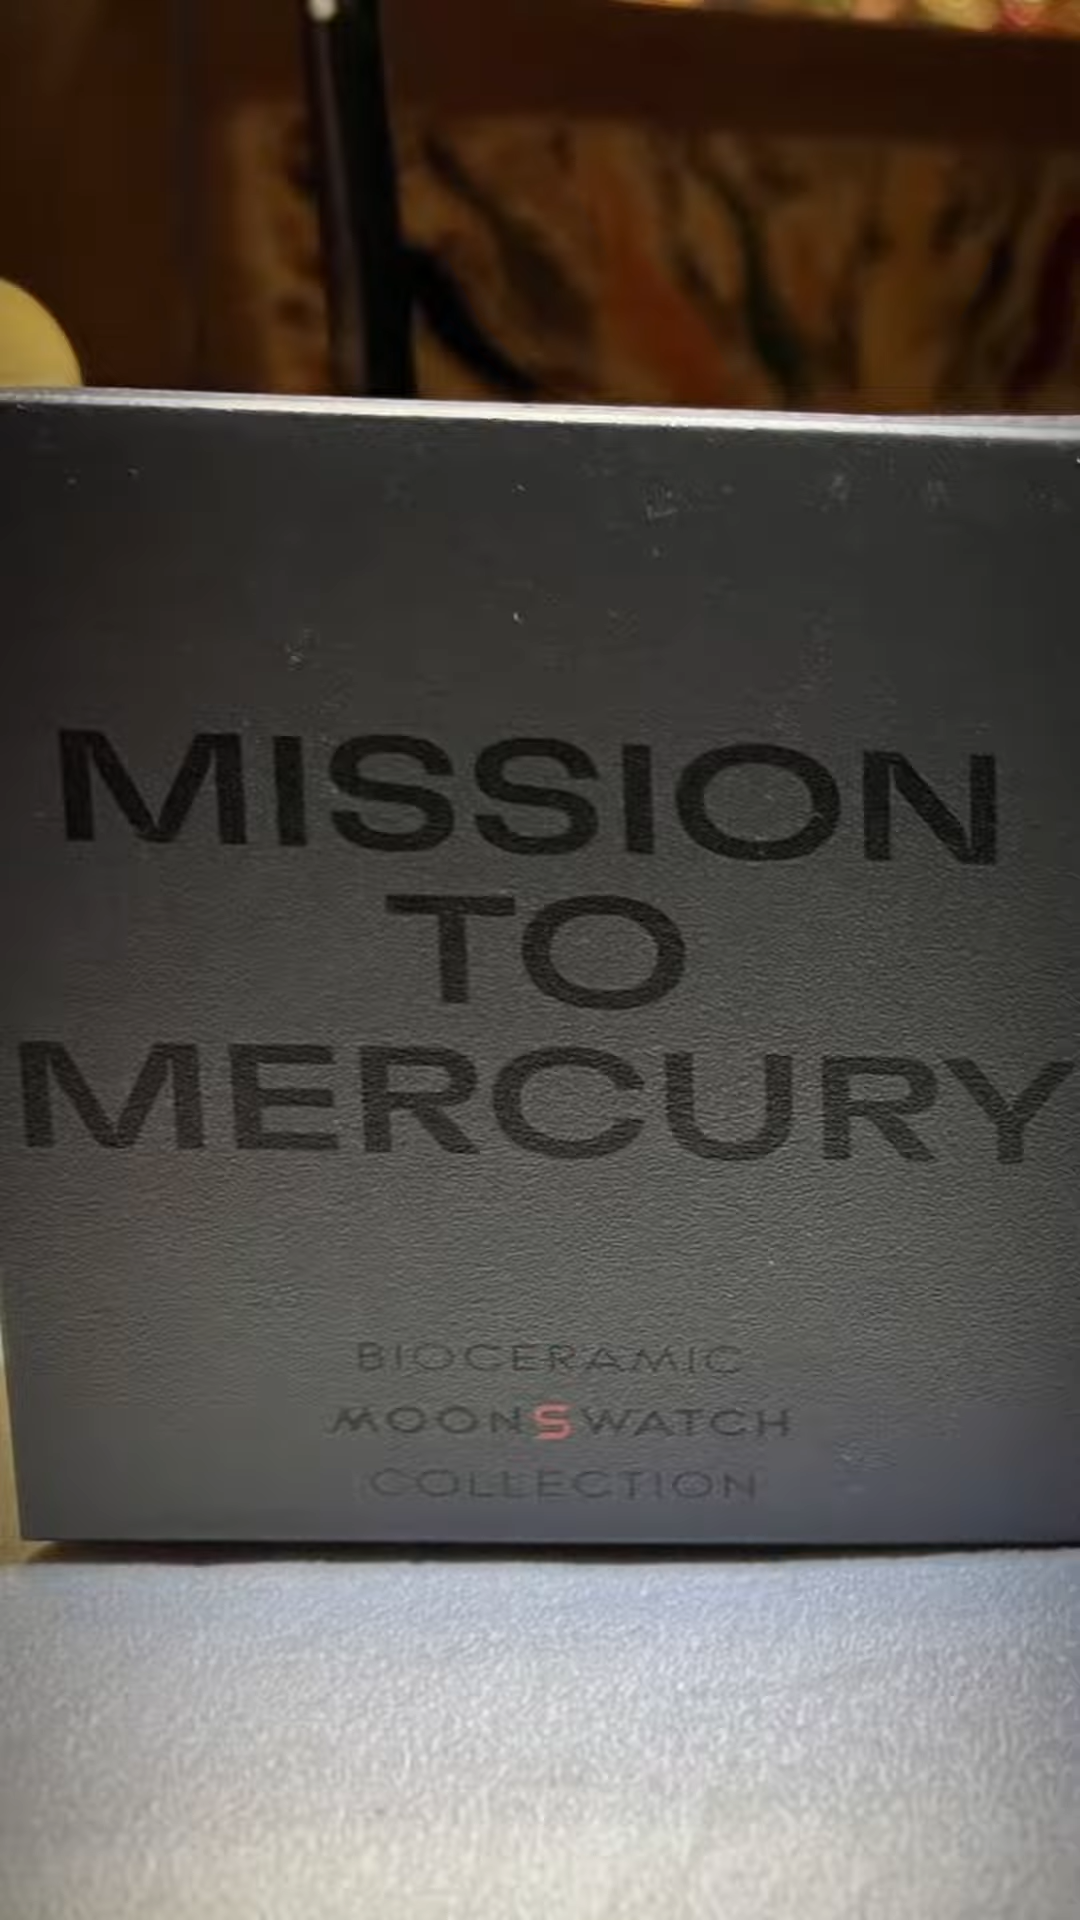 MISSION
TO
MERCURY
BIOCERAMIC
MOONSWATCH
COLLECTION